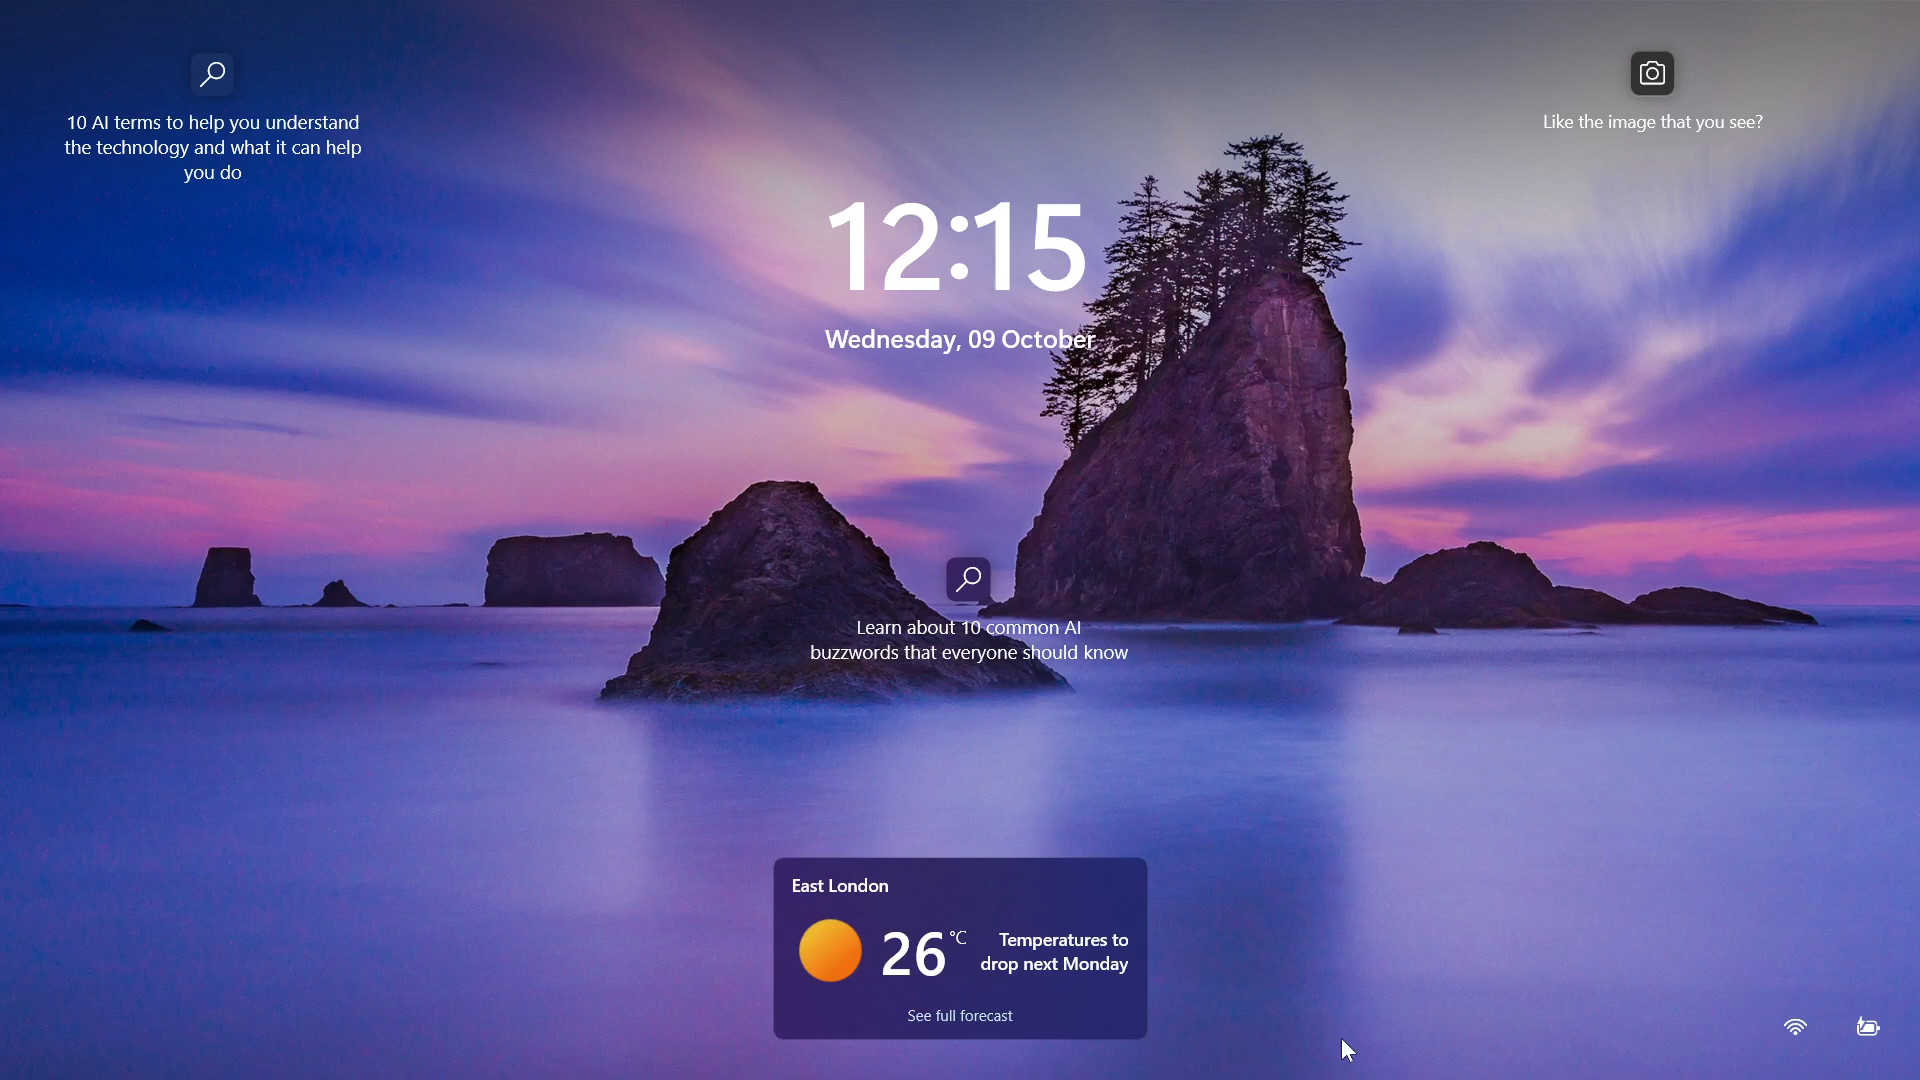 10 AI terms to help you understand
the technology and what it can help
you do
Like the image that you see?
12:15
Wednesday, 09 October
Learn about 10 common AI
buzzwords that everyone should know
East London
26 °C
Temperatures to
drop next Monday
See full forecast